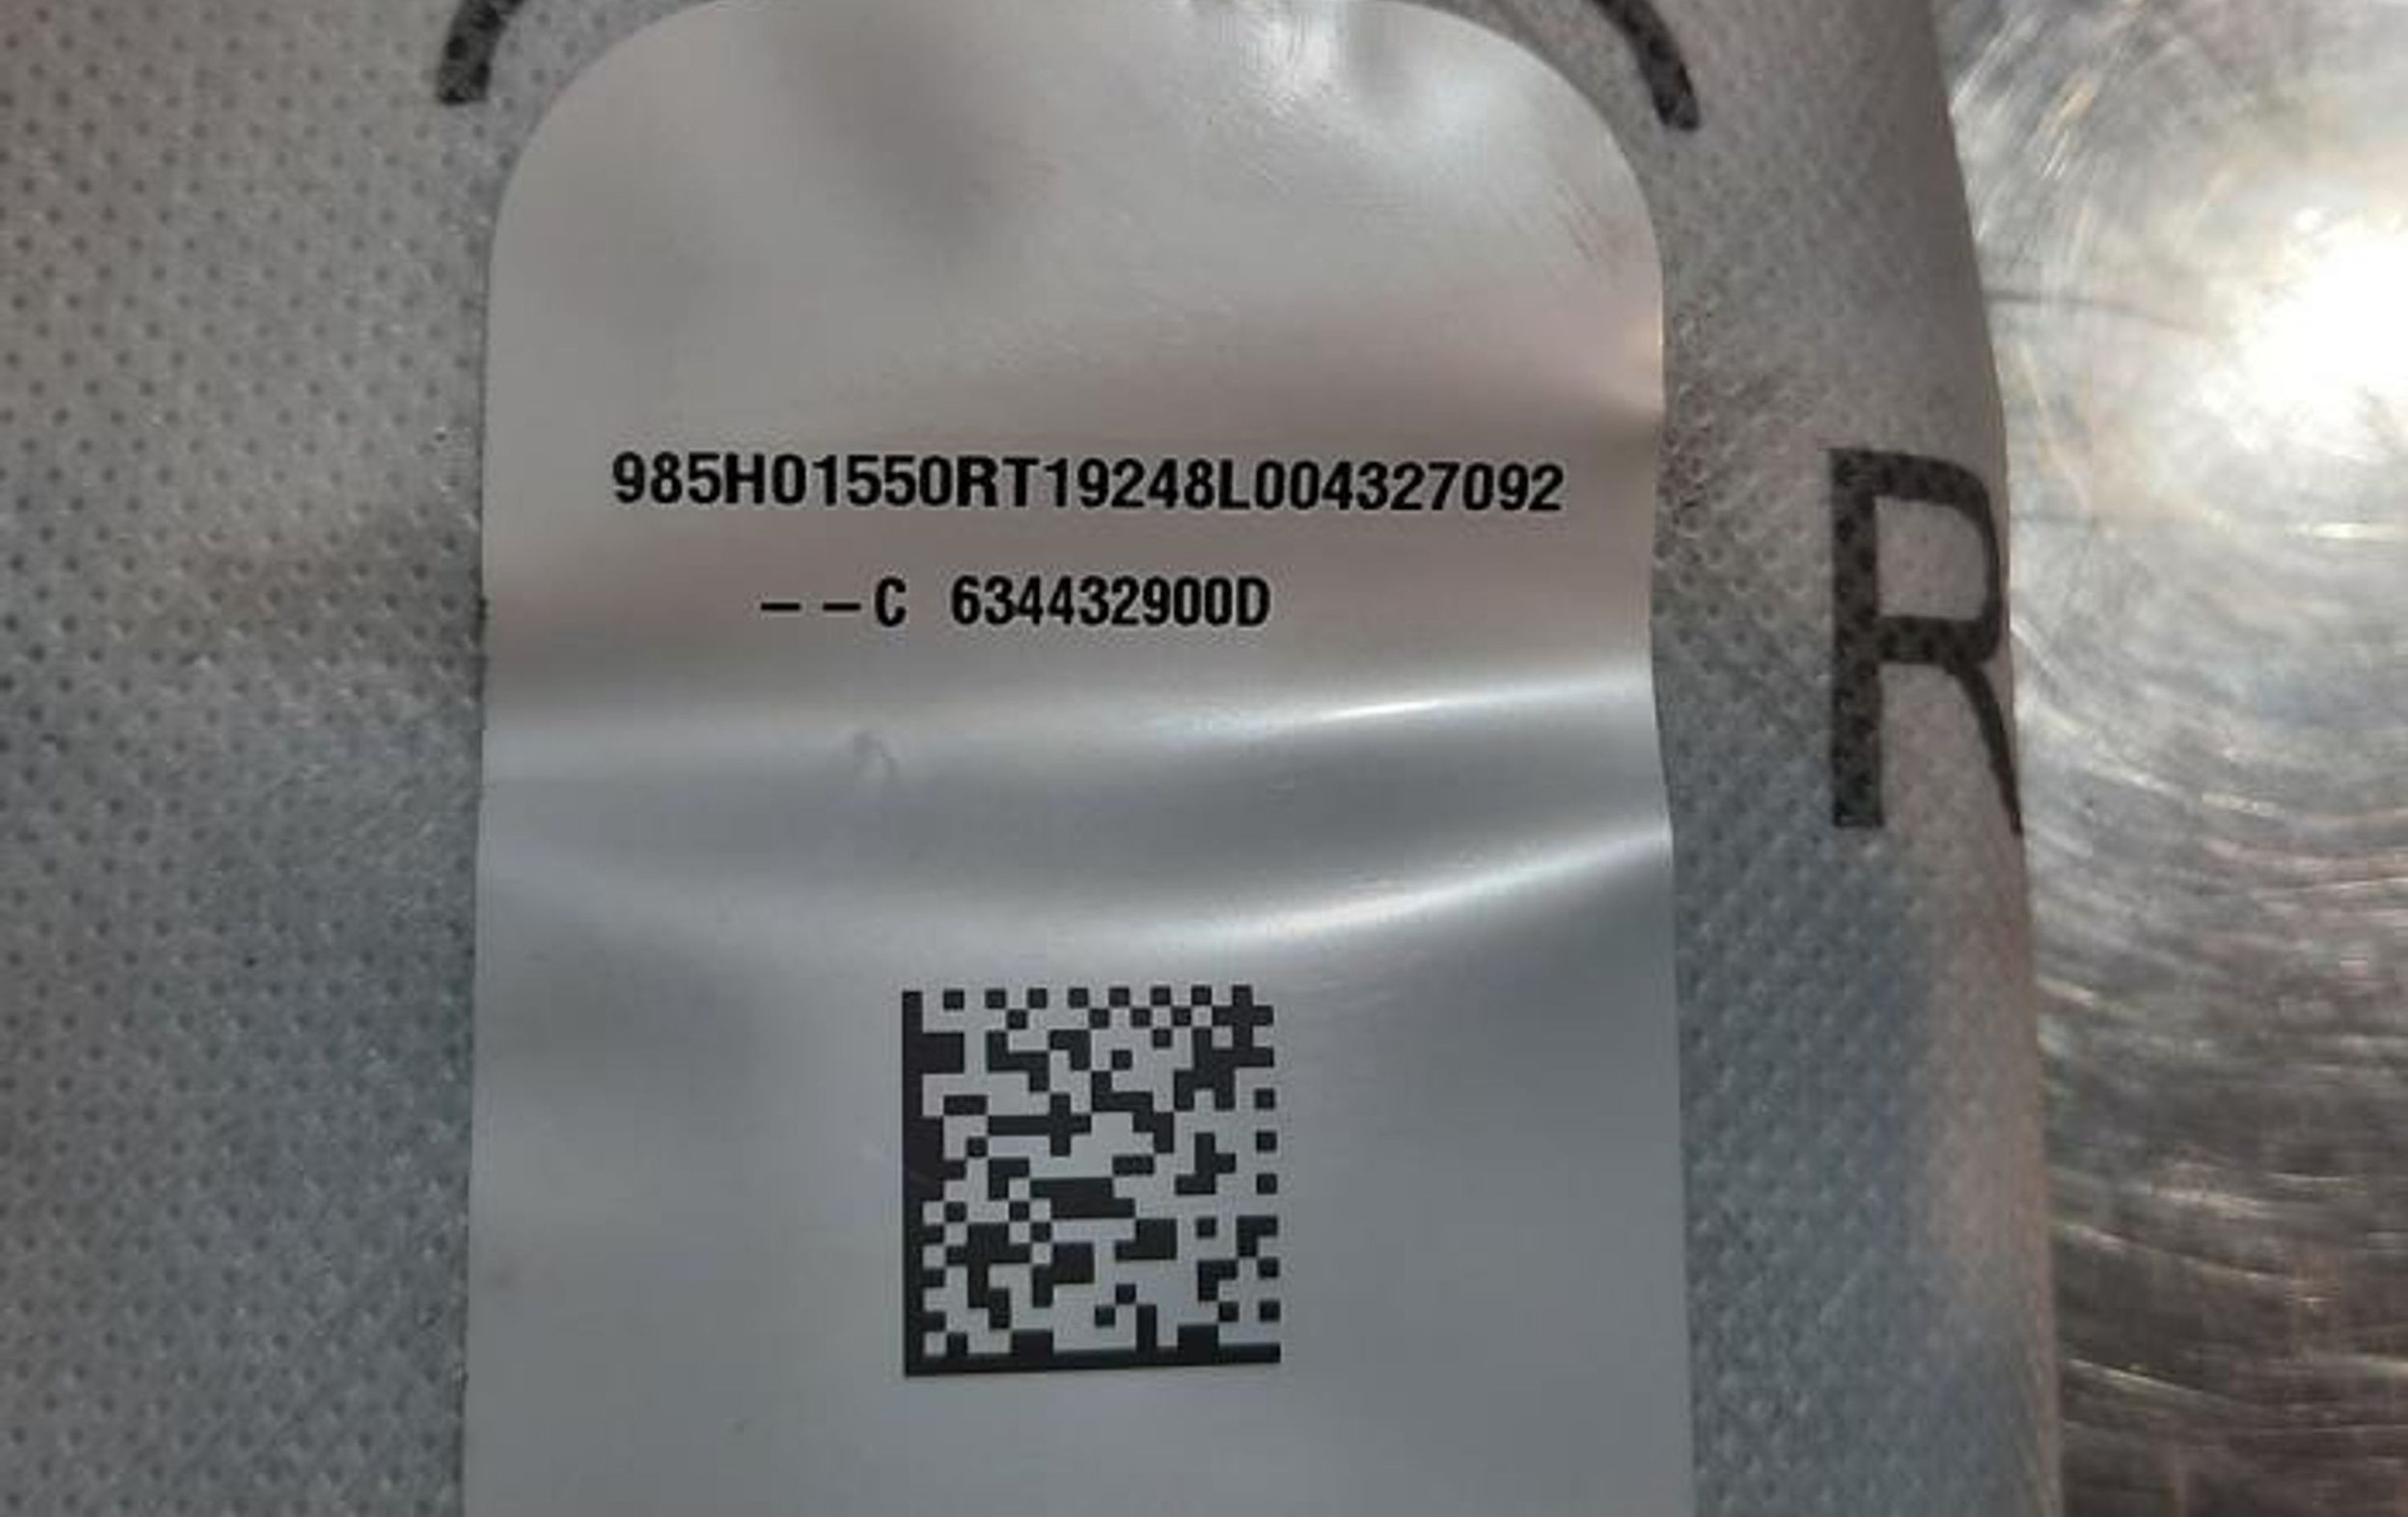 985H01550RT19248L004327092
– – C 634432900D
R